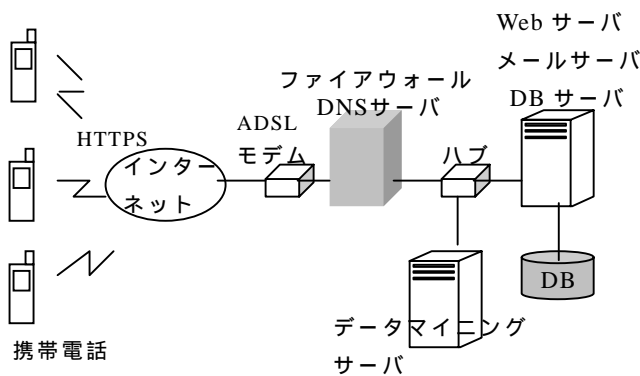 Web サーバ
メールサーバ
DB サーバ
ファイアウォール
DNSサーバ
ADSL
モデム
ハブ
HTTPS
インター
ネット
DB
データマイニング
サーバ
携帯電話